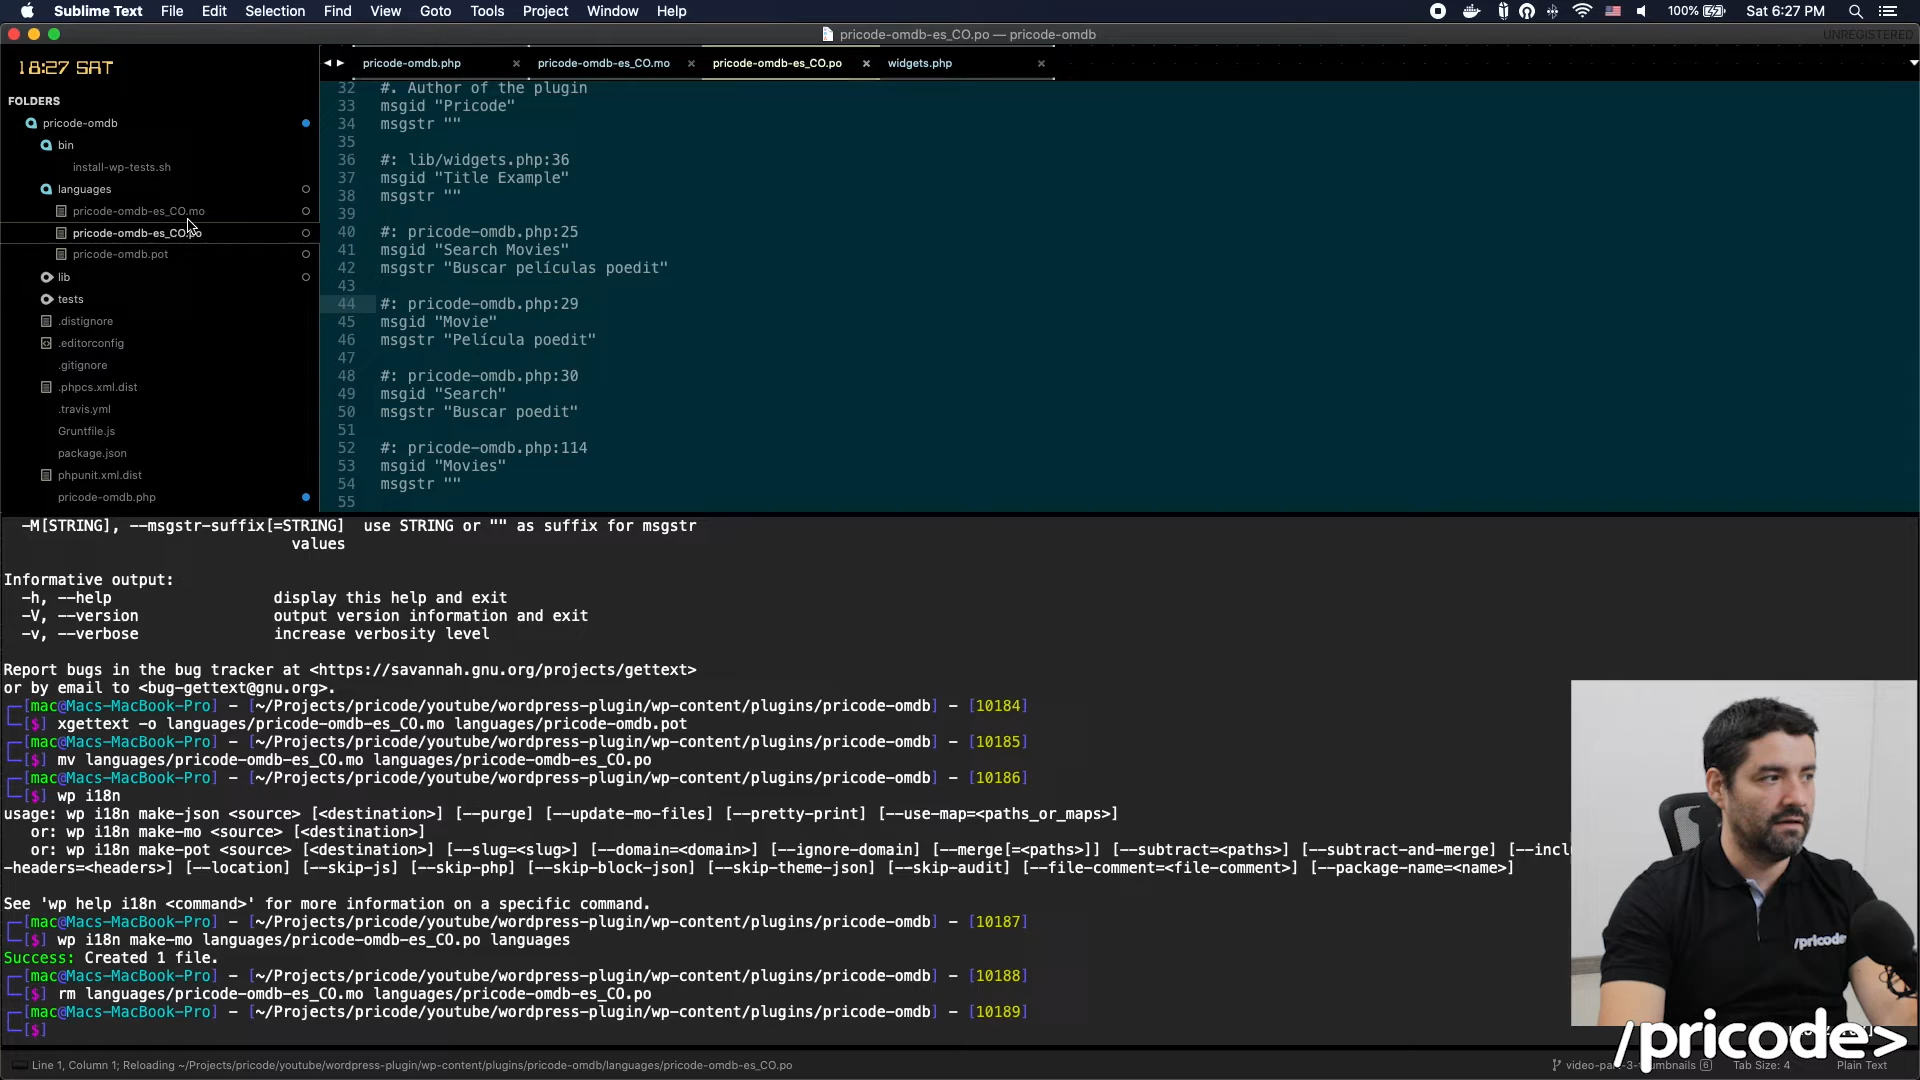 Sublime Text File Edit Selection Find View Goto Tools Project Window Help
100% Sat 6:27 PM
pricode-omdb-es_CO.po — pricode-omdb
UNREGISTERED
18:27 SAT
pricode-omdb.php × pricode-omdb-es_CO.mo × pricode-omdb-es_CO.po × widgets.php ×
FOLDERS
pricode-omdb
bin
install-wp-tests.sh
languages
pricode-omdb-es_CO.mo
pricode-omdb-es_CO.po
pricode-omdb.pot
lib
tests
.distignore
.editorconfig
.gitignore
.phpcs.xml.dist
.travis.yml
Gruntfile.js
package.json
phpunit.xml.dist
pricode-omdb.php
32 #. Author of the plugin
33 msgid "Pricode"
34 msgstr ""
35
36 #: lib/widgets.php:36
37 msgid "Title Example"
38 msgstr ""
39
40 #: pricode-omdb.php:25
41 msgid "Search Movies"
42 msgstr "Buscar películas poedit"
43
44 #: pricode-omdb.php:29
45 msgid "Movie"
46 msgstr "Película poedit"
47
48 #: pricode-omdb.php:30
49 msgid "Search"
50 msgstr "Buscar poedit"
51
52 #: pricode-omdb.php:114
53 msgid "Movies"
54 msgstr ""
55
-M[STRING], --msgstr-suffix[=STRING] use STRING or "" as suffix for msgstr
values
Informative output:
-h, --help display this help and exit
-V, --version output version information and exit
-v, --verbose increase verbosity level
Report bugs in the bug tracker at <https://savannah.gnu.org/projects/gettext>
or by email to <bug-gettext@gnu.org>.
[mac@Macs-MacBook-Pro] - [~/Projects/pricode/youtube/wordpress-plugin/wp-content/plugins/pricode-omdb] - [10184]
[$] xgettext -o languages/pricode-omdb-es_CO.mo languages/pricode-omdb.pot
[mac@Macs-MacBook-Pro] - [~/Projects/pricode/youtube/wordpress-plugin/wp-content/plugins/pricode-omdb] - [10185]
[$] mv languages/pricode-omdb-es_CO.mo languages/pricode-omdb-es_CO.po
[mac@Macs-MacBook-Pro] - [~/Projects/pricode/youtube/wordpress-plugin/wp-content/plugins/pricode-omdb] - [10186]
[$] wp i18n
usage: wp i18n make-json <source> [<destination>] [--purge] [--update-mo-files] [--pretty-print] [--use-map=<paths_or_maps>]
or: wp i18n make-mo <source> [<destination>]
or: wp i18n make-pot <source> [<destination>] [--slug=<slug>] [--domain=<domain>] [--ignore-domain] [--merge[=<paths>]] [--subtract=<paths>] [--subtract-and-merge] [--incl
-headers=<headers>] [--location] [--skip-js] [--skip-php] [--skip-block-json] [--skip-theme-json] [--skip-audit] [--file-comment=<file-comment>] [--package-name=<name>]
See 'wp help i18n <command>' for more information on a specific command.
[mac@Macs-MacBook-Pro] - [~/Projects/pricode/youtube/wordpress-plugin/wp-content/plugins/pricode-omdb] - [10187]
[$] wp i18n make-mo languages/pricode-omdb-es_CO.po languages
Success: Created 1 file.
[mac@Macs-MacBook-Pro] - [~/Projects/pricode/youtube/wordpress-plugin/wp-content/plugins/pricode-omdb] - [10188]
[$] rm languages/pricode-omdb-es_CO.mo languages/pricode-omdb-es_CO.po
[mac@Macs-MacBook-Pro] - [~/Projects/pricode/youtube/wordpress-plugin/wp-content/plugins/pricode-omdb] - [10189]
[$]
/pricode
/pricode>
Line 1, Column 1; Reloading ~/Projects/pricode/youtube/wordpress-plugin/wp-content/plugins/pricode-omdb/languages/pricode-omdb-es_CO.po
6 Tab Size: 4 Plain Text